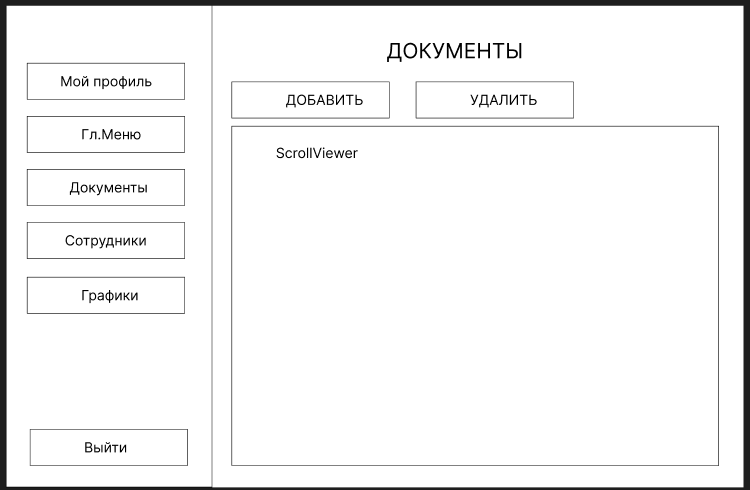 Мой профиль
Гл.Меню
Документы
Сотрудники
Графики
Выйти
ДОКУМЕНТЫ
ДОБАВИТЬ
УДАЛИТЬ
ScrollViewer